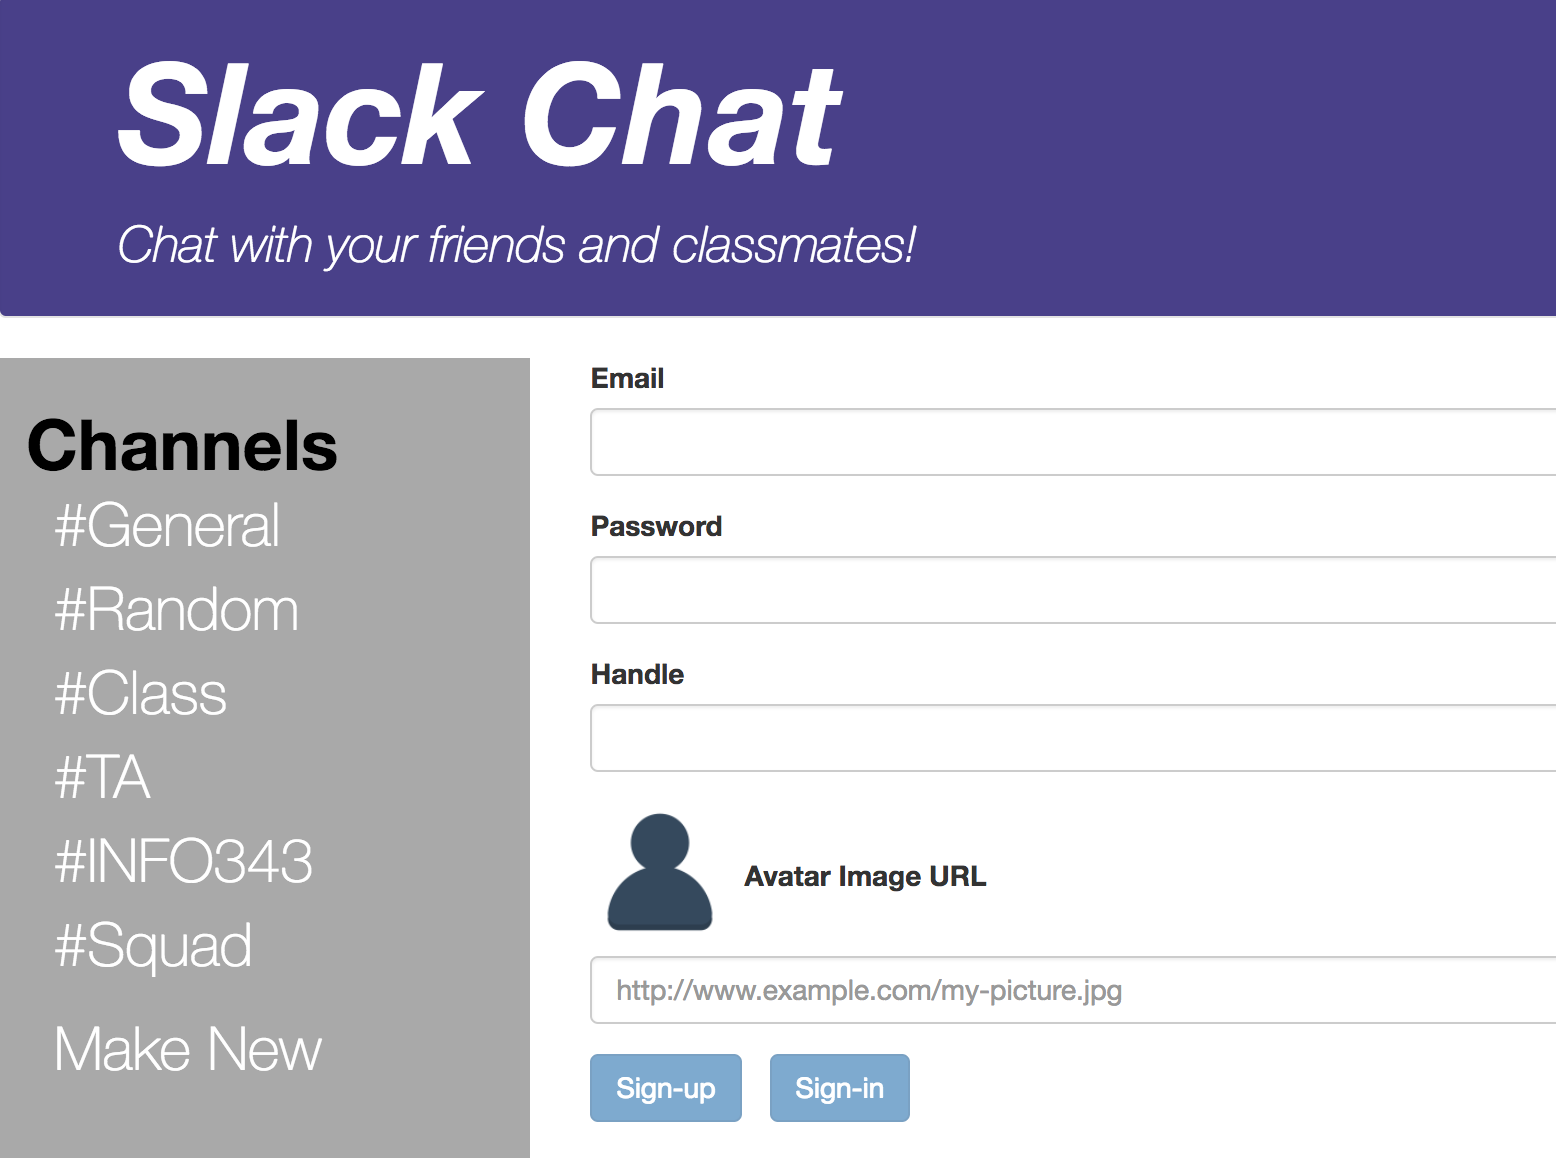 Slack Chat
Chat with your friends and classmates!
Channels
#General
#Random
#Class
#TA
#INFO343
#Squad
Make New
Email
Password
Handle
Avatar Image URL
http://www.example.com/my-picture.jpg
Sign-up Sign-in